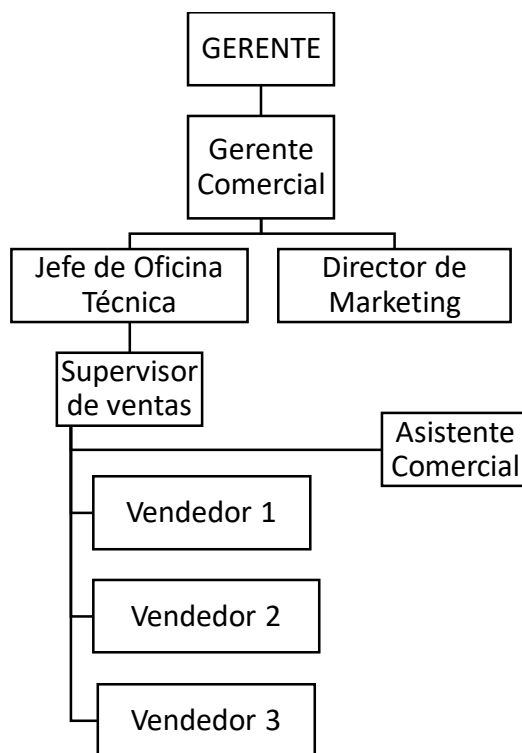 GERENTE
Gerente
Comercial
Jefe de Oficina
Técnica
Director de
Marketing
Supervisor
de ventas
Asistente
Comercial
Vendedor 1
Vendedor 2
Vendedor 3